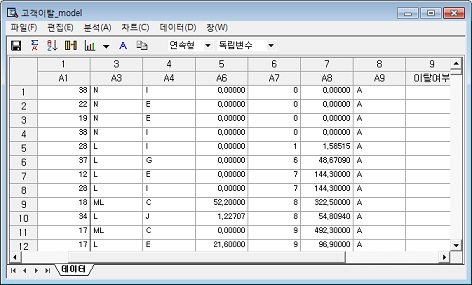 고객이탈_model
파일(F) 편집(E) 분석(A) 차트(C) 데이터(D) 창(W)
A 연속형 독립변수
1 3 4 5 6 7 8 9
A1 A3 A4 A6 A7 A8 A9 이탈여부
1 38 N I 0,00000 0 0,00000 A
2 22 N E 0,00000 0 0,00000 A
3 19 N E 0,00000 0 0,00000 A
4 38 N I 0,00000 0 0,00000 A
5 28 L I 0,00000 1 1,58515 A
6 37 L G 0,00000 6 48,67090 A
7 12 L E 0,00000 7 144,30000 A
8 28 L I 0,00000 7 144,30000 A
9 18 ML C 52,20000 8 322,50000 A
10 34 L J 1,22707 8 54,80940 A
11 17 ML C 0,00000 9 492,30000 A
12 17 L E 21,60000 9 96,90000 A
데이터